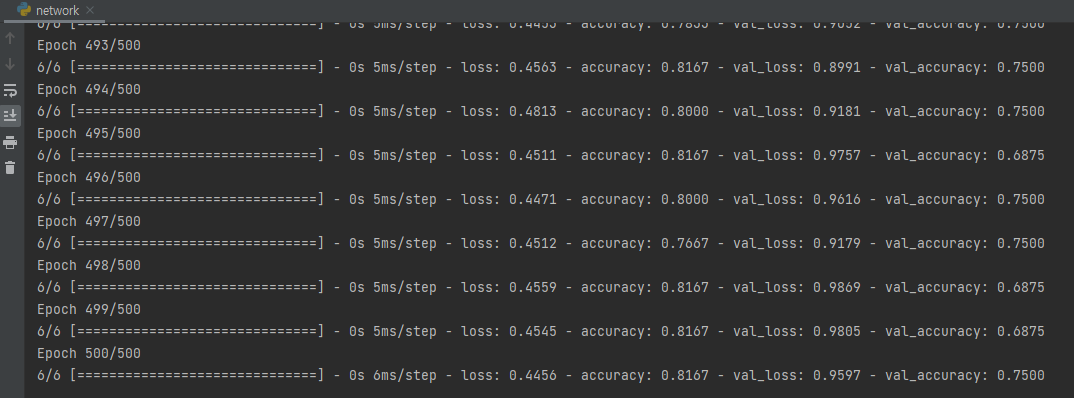 network
6/6 [==============================] - 0s 5ms/step - loss: 0.4455 - accuracy: 0.7833 - val_loss: 0.9052 - val_accuracy: 0.7500
Epoch 493/500
6/6 [==============================] - 0s 5ms/step - loss: 0.4563 - accuracy: 0.8167 - val_loss: 0.8991 - val_accuracy: 0.7500
Epoch 494/500
6/6 [==============================] - 0s 5ms/step - loss: 0.4813 - accuracy: 0.8000 - val_loss: 0.9181 - val_accuracy: 0.7500
Epoch 495/500
6/6 [==============================] - 0s 5ms/step - loss: 0.4511 - accuracy: 0.8167 - val_loss: 0.9757 - val_accuracy: 0.6875
Epoch 496/500
6/6 [==============================] - 0s 5ms/step - loss: 0.4471 - accuracy: 0.8000 - val_loss: 0.9616 - val_accuracy: 0.7500
Epoch 497/500
6/6 [==============================] - 0s 5ms/step - loss: 0.4512 - accuracy: 0.7667 - val_loss: 0.9179 - val_accuracy: 0.7500
Epoch 498/500
6/6 [==============================] - 0s 5ms/step - loss: 0.4559 - accuracy: 0.8167 - val_loss: 0.9869 - val_accuracy: 0.6875
Epoch 499/500
6/6 [==============================] - 0s 5ms/step - loss: 0.4545 - accuracy: 0.8167 - val_loss: 0.9805 - val_accuracy: 0.6875
Epoch 500/500
6/6 [==============================] - 0s 6ms/step - loss: 0.4456 - accuracy: 0.8167 - val_loss: 0.9597 - val_accuracy: 0.7500